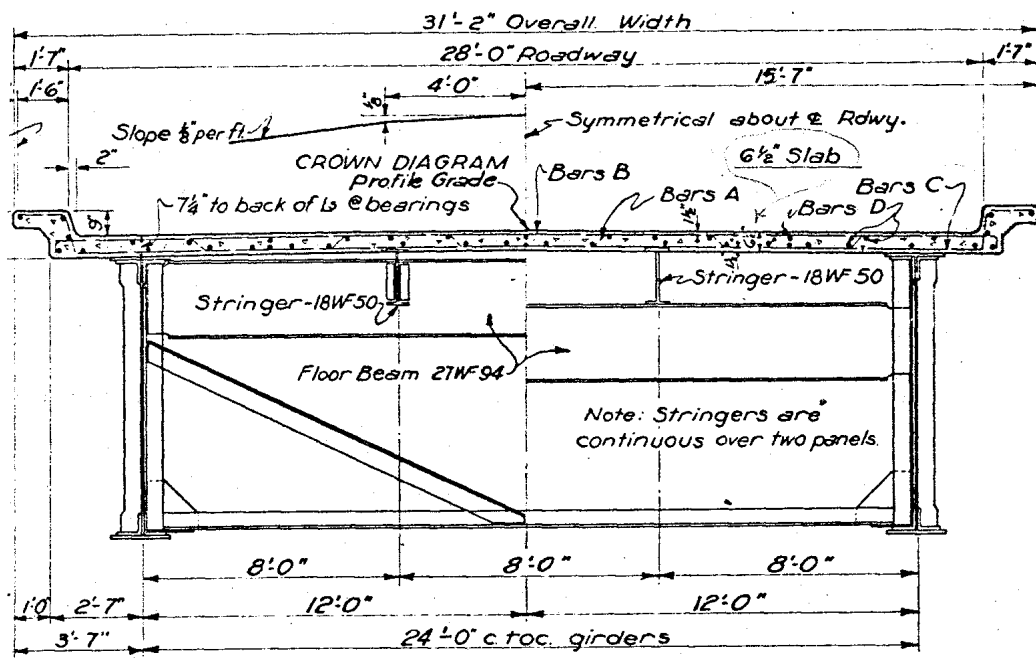 31'-2" Overall Width
1'-7"
28'-0" Roadway
1'-7"
1'-6"
4'-0"
15'-7"
Slope ⅛" per ft.
Symmetrical about ℄ Rdwy.
2"
CROWN DIAGRAM
Profile Grade
Bars B
6½" Slab
9"
7¼" to back of Ls @ bearings
Bars A
1½"
Bars D
Bars C
Stringer-18WF50
Stringer-18WF50
Floor Beam 27WF94
Note: Stringers are
continuous over two panels.
8'-0"
8'-0"
8'-0"
1'-0"
2'-7"
12'-0"
12'-0"
3'-7"
24'-0" c. to c. girders